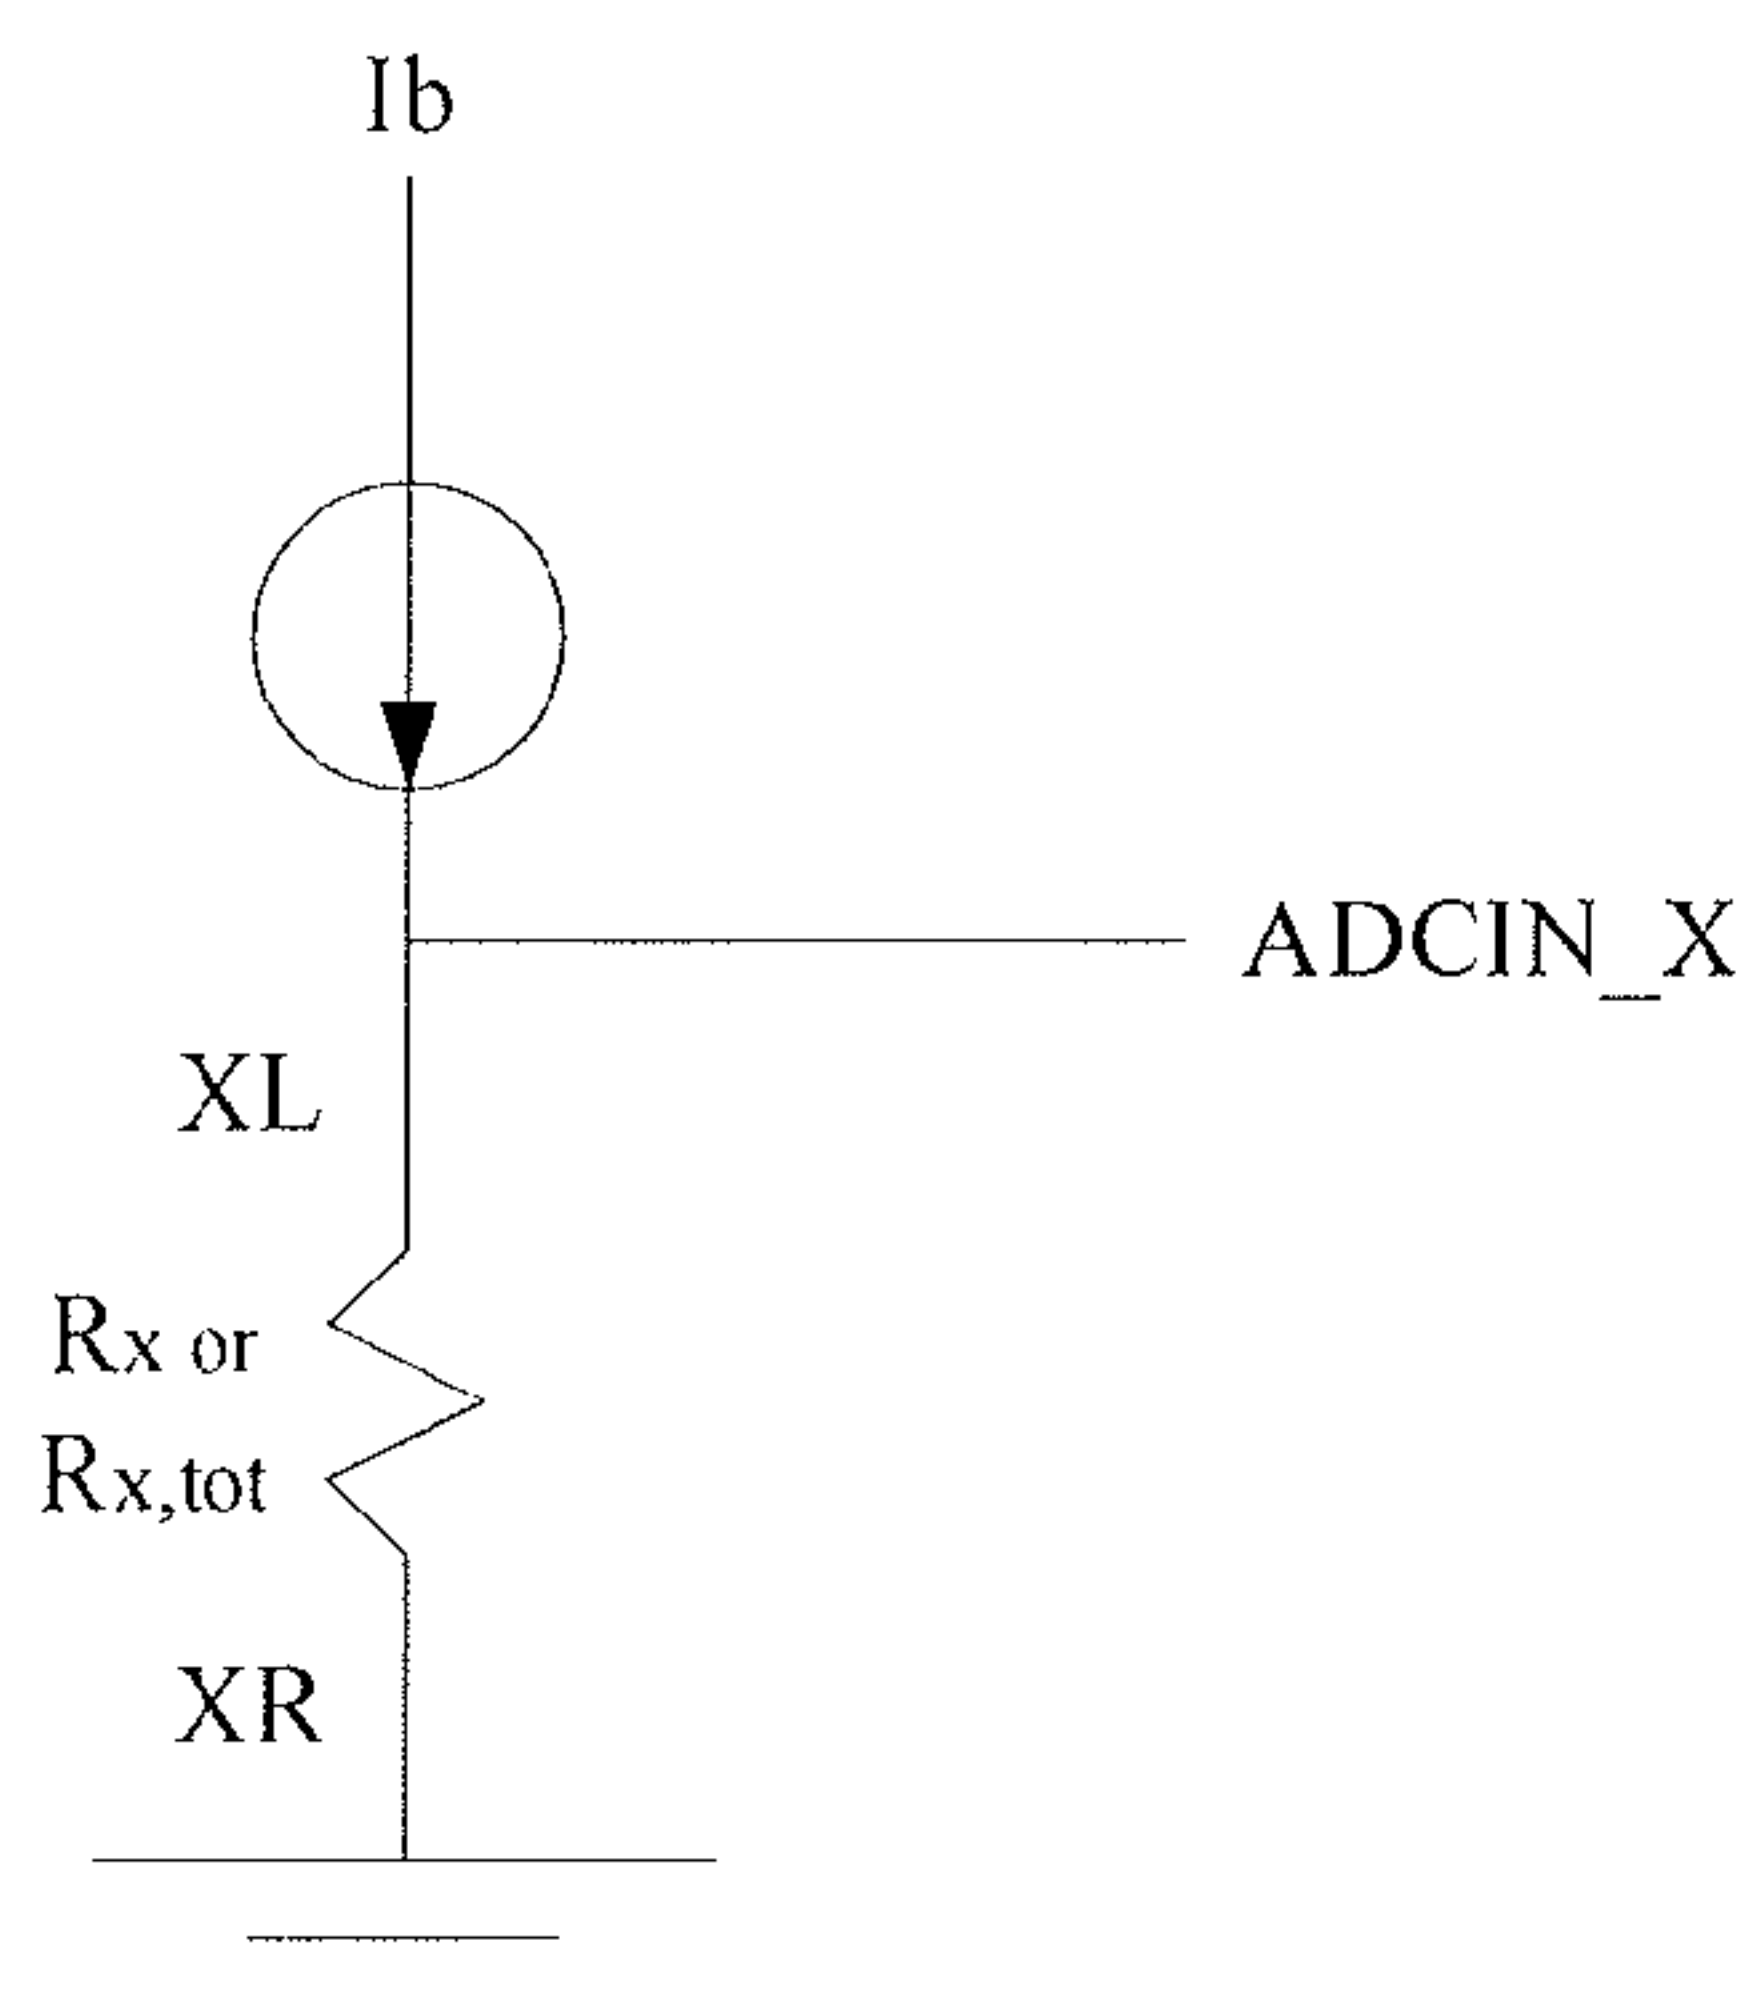 Ib
ADCIN_X
XL
Rx or
Rx,tot
XR